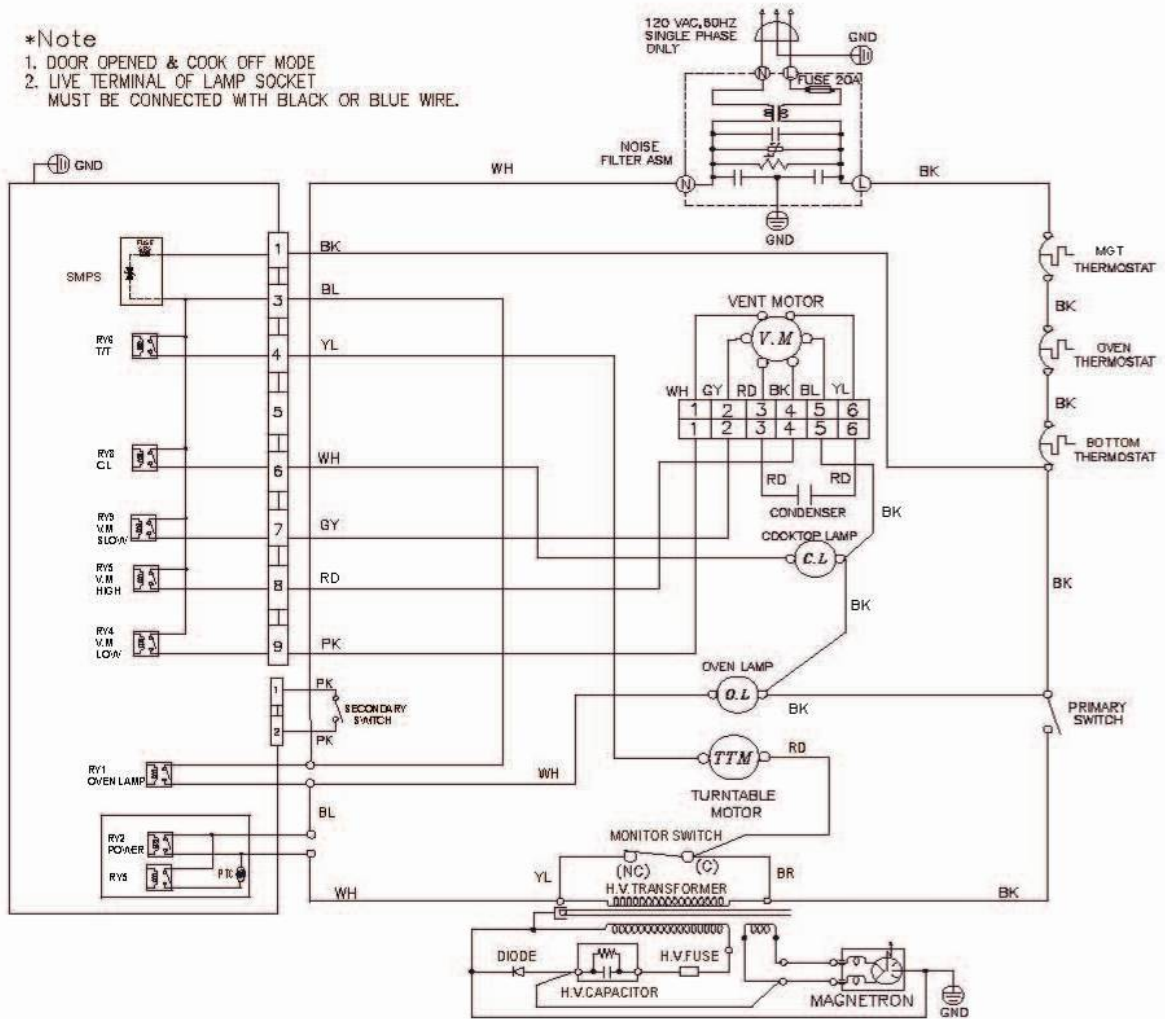 *Note
1. DOOR OPENED & COOK OFF MODE
2. LIVE TERMINAL OF LAMP SOCKET
MUST BE CONNECTED WITH BLACK OR BLUE WIRE.
120 VAC,60HZ
SINGLE PHASE
ONLY
GND
N
L
FUSE 20A
NOISE
FILTER ASM
N
L
GND
GND
WH
BK
SMPS
FUSE
1
BK
3
BL
RY6
T/T
4
YL
5
RY8
C.L
6
WH
RY9
V.M
SLOW
7
GY
RY5
V.M
HIGH
8
RD
RY4
V.M
LOW
9
PK
1
PK
2
PK
SECONDARY
SWITCH
RY1
OVEN LAMP
WH
BL
RY2
POWER
RY5
PTC
WH
VENT MOTOR
V.M
WH GY RD BK BL YL
1 2 3 4 5 6
1 2 3 4 5 6
RD
RD
CONDENSER
BK
COOKTOP LAMP
C.L
BK
OVEN LAMP
O.L
BK
TTM
RD
TURNTABLE
MOTOR
MGT
THERMOSTAT
BK
OVEN
THERMOSTAT
BK
BOTTOM
THERMOSTAT
BK
PRIMARY
SWITCH
MONITOR SWITCH
(NC)
(C)
YL
BR
H.V.TRANSFORMER
BK
DIODE
H.V.FUSE
H.V.CAPACITOR
MAGNETRON
GND